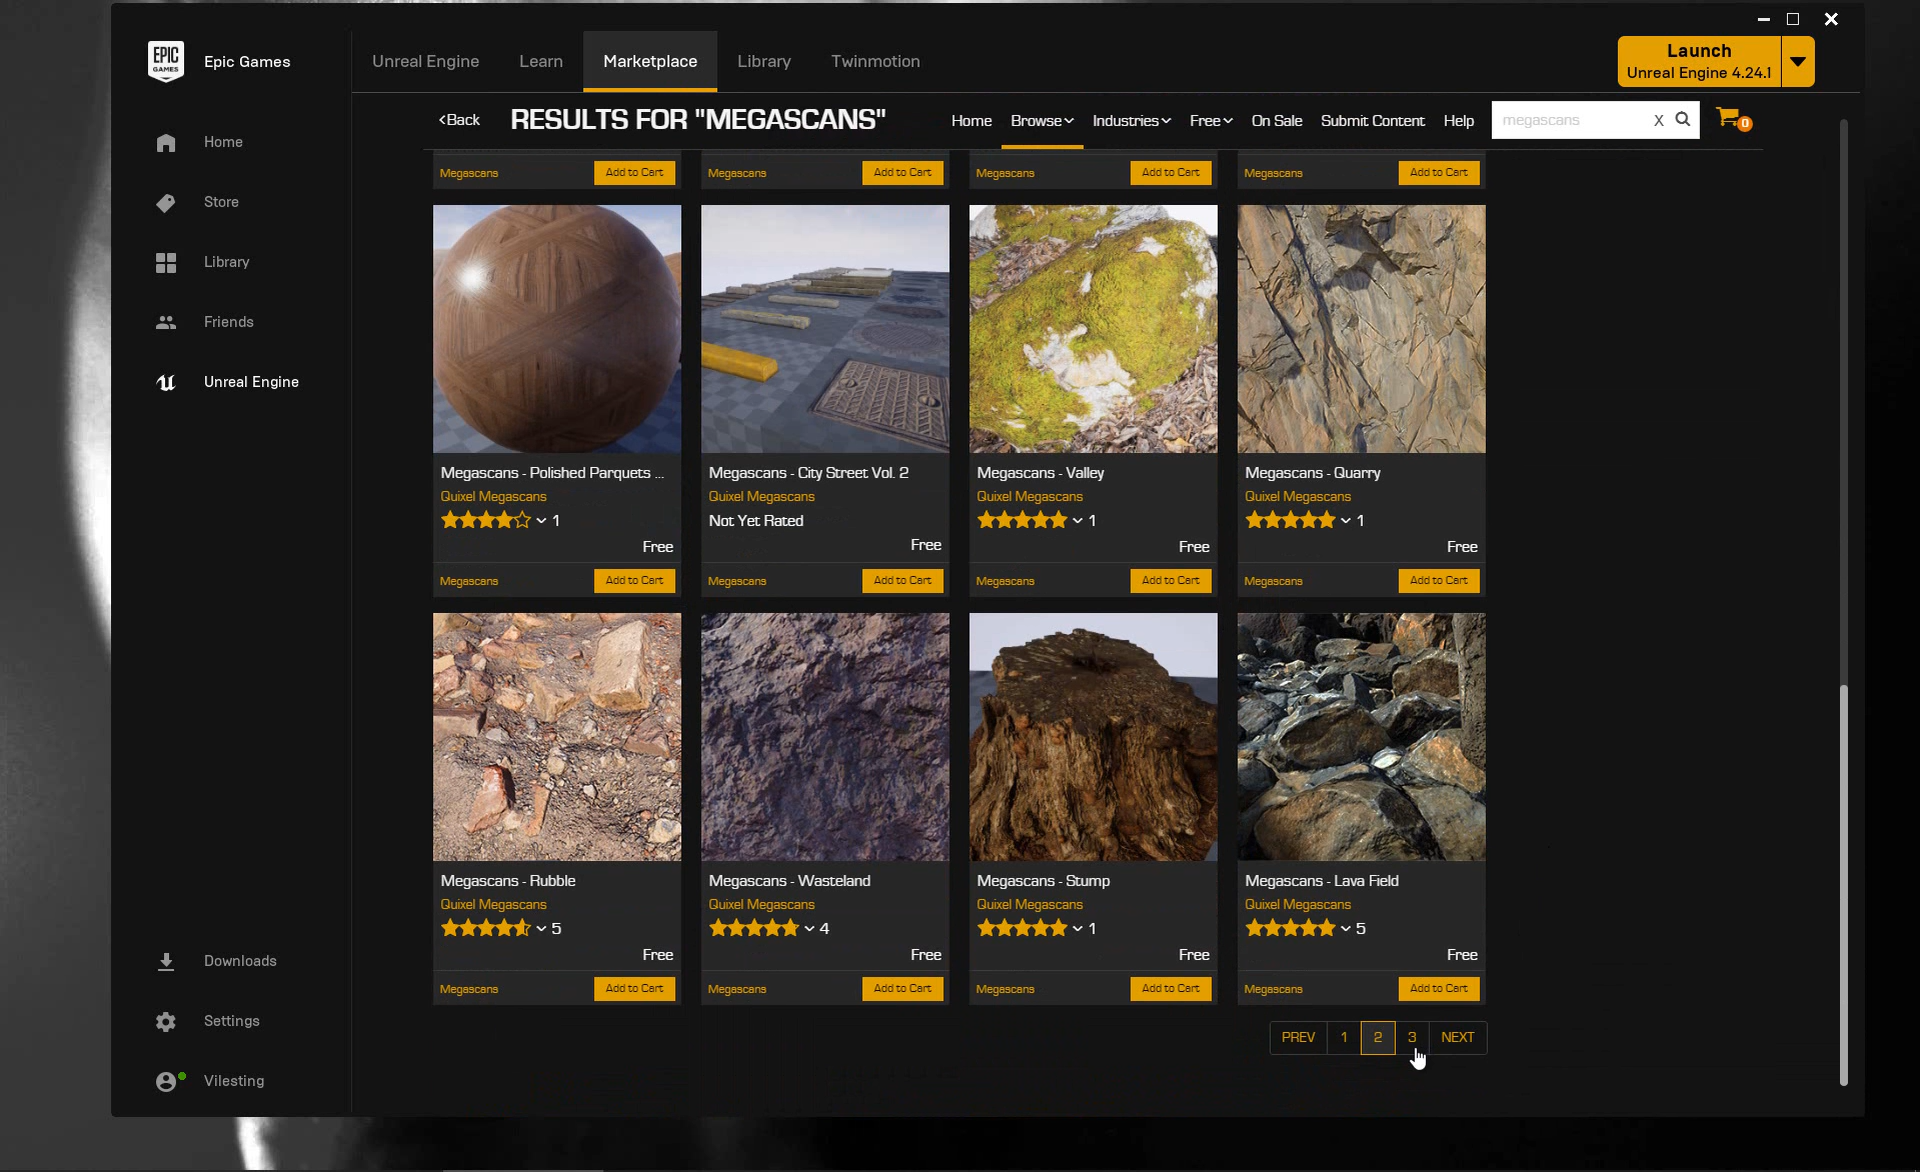 EPIC
GAMES
Epic Games
Unreal Engine
Learn
Marketplace
Library
Twinmotion
Launch
Unreal Engine 4.24.1
<Back
RESULTS FOR "MEGASCANS"
Home
Browse
Industries
Free
On Sale
Submit Content
Help
megascans
X
0
Home
Store
Library
Friends
Unreal Engine
Downloads
Settings
Vilesting
Megascans
Add to Cart
Megascans
Add to Cart
Megascans
Add to Cart
Megascans
Add to Cart
Megascans - Polished Parquets ...
Quixel Megascans
1
Free
Megascans
Add to Cart
Megascans - City Street Vol. 2
Quixel Megascans
Not Yet Rated
Free
Megascans
Add to Cart
Megascans - Valley
Quixel Megascans
1
Free
Megascans
Add to Cart
Megascans - Quarry
Quixel Megascans
1
Free
Megascans
Add to Cart
Megascans - Rubble
Quixel Megascans
5
Free
Megascans
Add to Cart
Megascans - Wasteland
Quixel Megascans
4
Free
Megascans
Add to Cart
Megascans - Stump
Quixel Megascans
1
Free
Megascans
Add to Cart
Megascans - Lava Field
Quixel Megascans
5
Free
Megascans
Add to Cart
PREV
1
2
3
NEXT